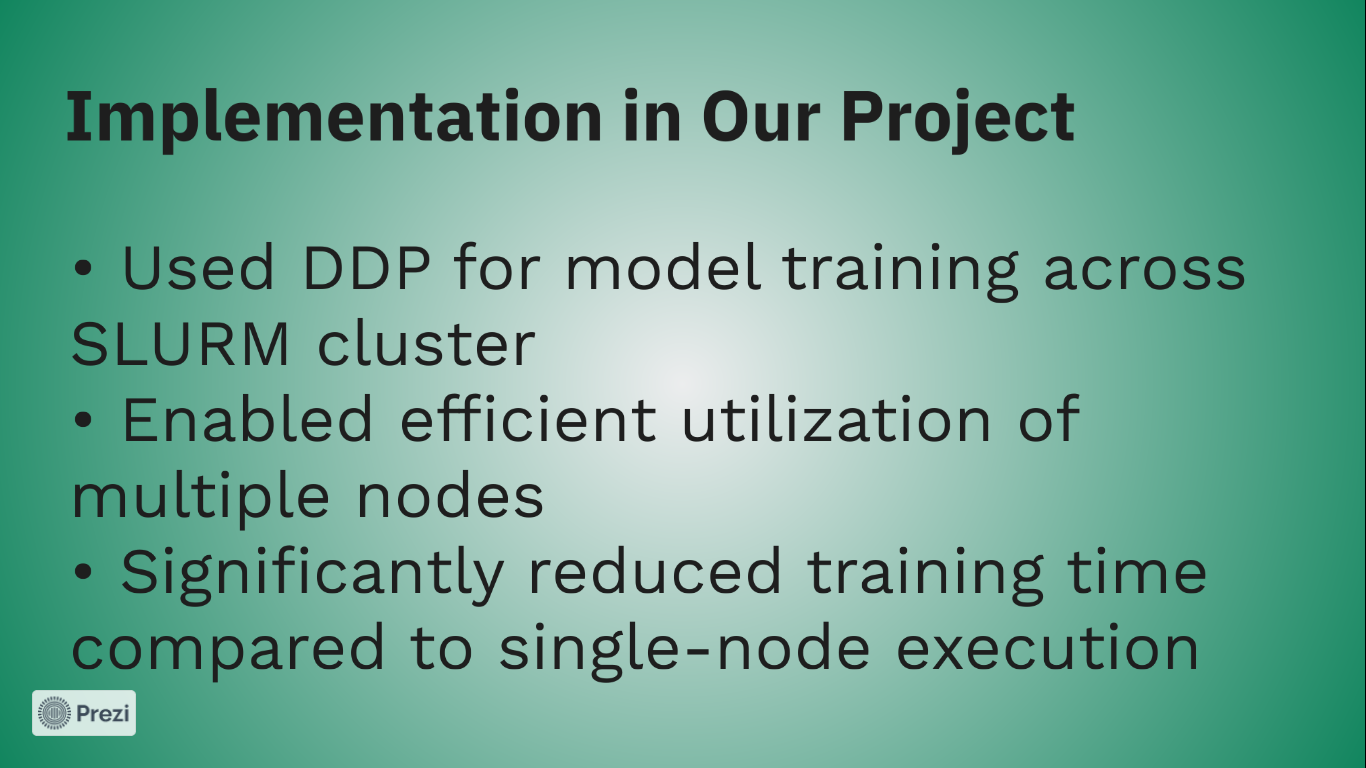 Implementation in Our Project
• Used DDP for model training across
SLURM cluster
• Enabled efficient utilization of
multiple nodes
• Significantly reduced training time
compared to single-node execution
Prezi